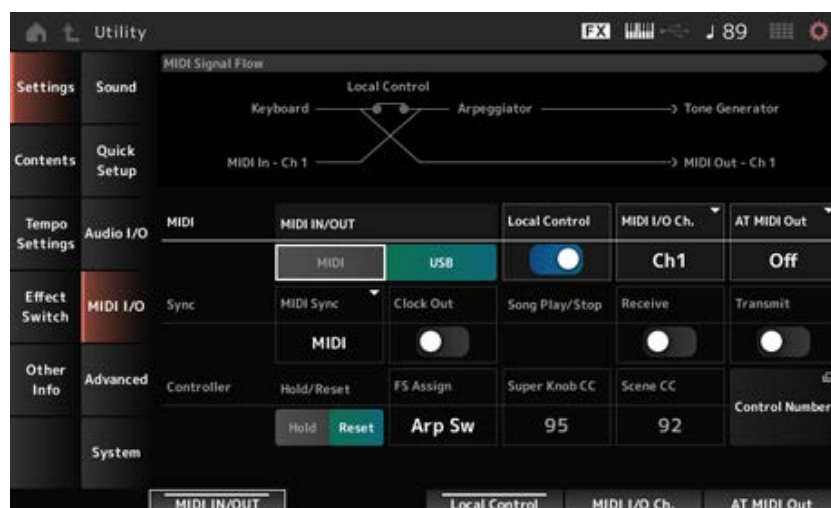 Utility
FX
♩ 89
Settings
Sound
MIDI Signal Flow
Local Control
Keyboard
Arpeggiator
Tone Generator
Contents
Quick
Setup
MIDI In - Ch 1
MIDI Out - Ch 1
Tempo
Settings
Audio I/O
MIDI
MIDI IN/OUT
Local Control
MIDI I/O Ch.
AT MIDI Out
MIDI
USB
Ch1
Off
Effect
Switch
MIDI I/O
Sync
MIDI Sync
Clock Out
Song Play/Stop
Receive
Transmit
MIDI
Other
Info
Advanced
Controller
Hold/Reset
FS Assign
Super Knob CC
Scene CC
Control Number
Hold
Reset
Arp Sw
95
92
System
MIDI IN/OUT
Local Control
MIDI I/O Ch.
AT MIDI Out